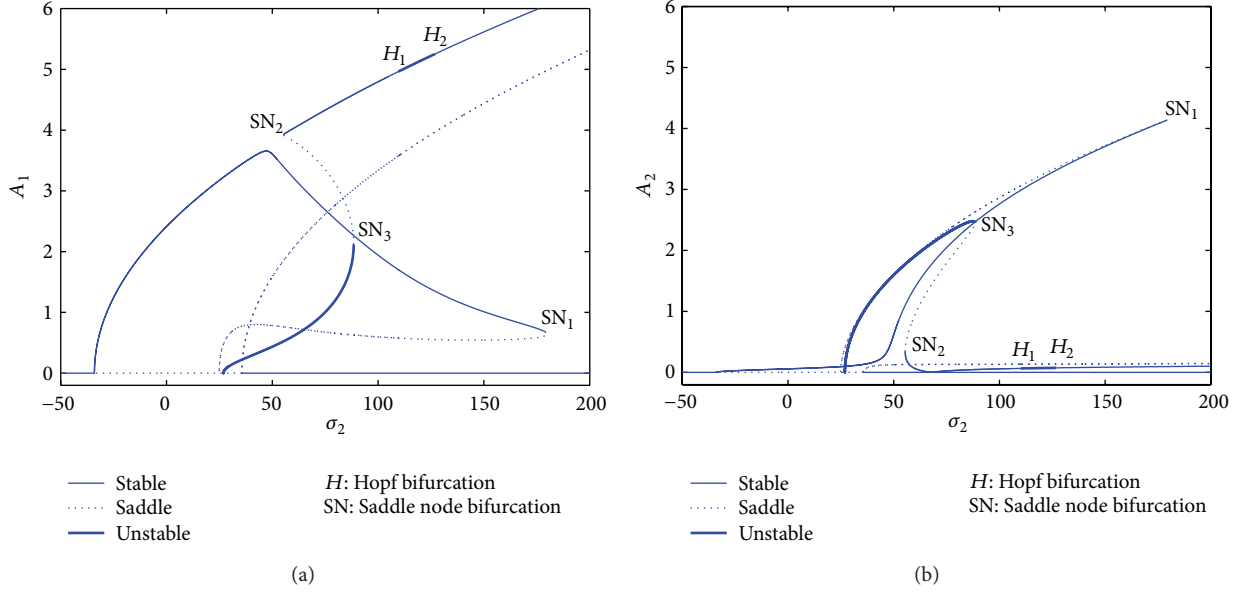 6
5
4
3
2
1
0
A₁
−50
0
50
100
150
200
σ₂
H₁
H₂
SN₂
SN₃
SN₁
Stable
Saddle
Unstable
H: Hopf bifurcation
SN: Saddle node bifurcation
(a)
6
5
4
3
2
1
0
A₂
−50
0
50
100
150
200
σ₂
SN₁
SN₃
SN₂
H₁
H₂
Stable
Saddle
Unstable
H: Hopf bifurcation
SN: Saddle node bifurcation
(b)